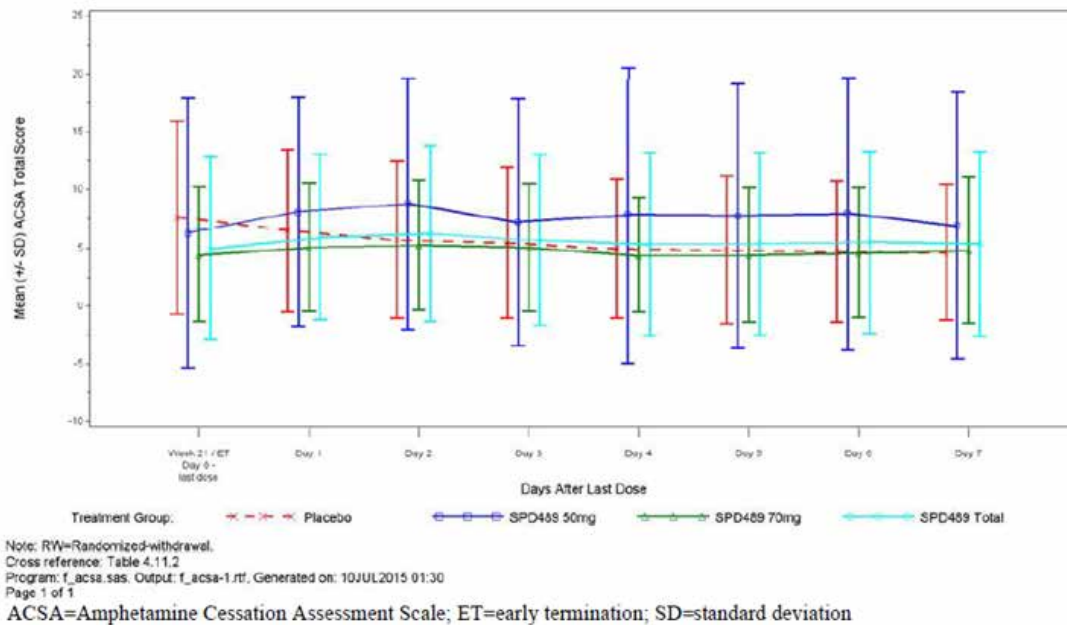 25
20
15
10
5
0
-5
-10
Mean (+/- SD) ACSA Total Score
Week 21 / ET Day 1 Day 2 Day 3 Day 4 Day 5 Day 6 Day 7
Day 0 -
last dose
Days After Last Dose
Treatment Group: Placebo SPD489 50mg SPD489 70mg SPD489 Total
Note: RW=Randomized-withdrawal.
Cross reference: Table 4.11.2
Program: f_acsa.sas, Output: f_acsa-1.rtf, Generated on: 10JUL2015 01:30
Page 1 of 1
ACSA=Amphetamine Cessation Assessment Scale; ET=early termination; SD=standard deviation